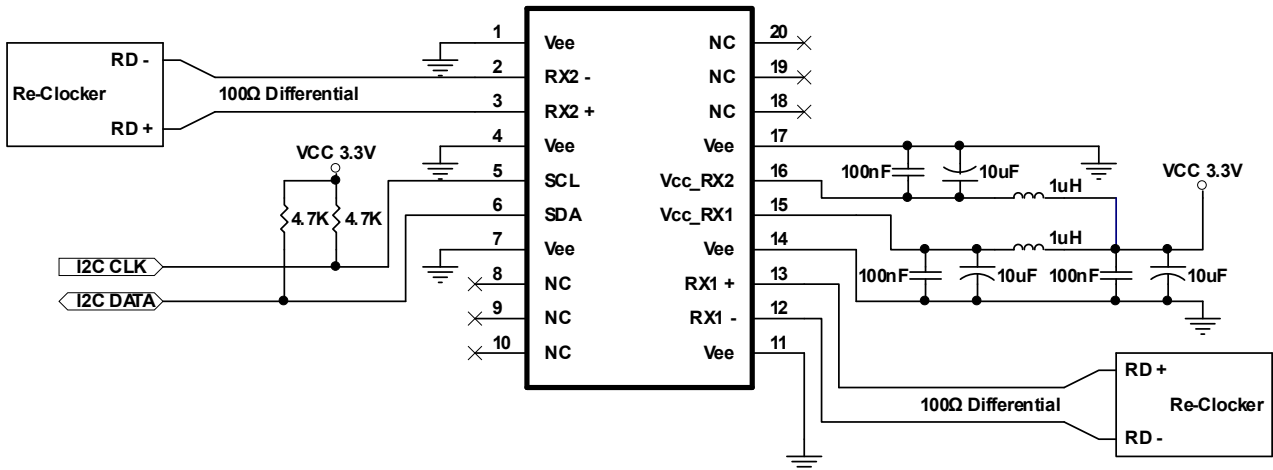 1 Vee NC 20
RD - 2 RX2 - NC 19
Re-Clocker 100Ω Differential
RD + 3 RX2 + NC 18
4 Vee Vee 17
VCC 3.3V 100nF 10uF VCC 3.3V
5 SCL Vcc_RX2 16 1uH
4.7K 4.7K 6 SDA Vcc_RX1 15
7 Vee Vee 14 1uH
I2C CLK 100nF 10uF 100nF 10uF
8 NC RX1 + 13
I2C DATA
9 NC RX1 - 12
10 NC Vee 11
RD +
100Ω Differential Re-Clocker
RD -